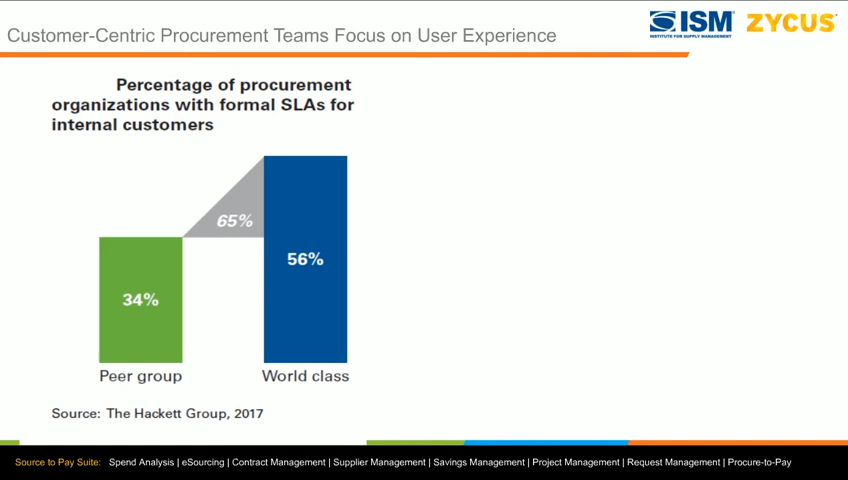 Customer-Centric Procurement Teams Focus on User Experience
ISM
INSTITUTE FOR SUPPLY MANAGEMENT
ZYCUS
Percentage of procurement
organizations with formal SLAs for
internal customers
65%
56%
34%
Peer group
World class
Source: The Hackett Group, 2017
Source to Pay Suite: Spend Analysis | eSourcing | Contract Management | Supplier Management | Savings Management | Project Management | Request Management | Procure-to-Pay